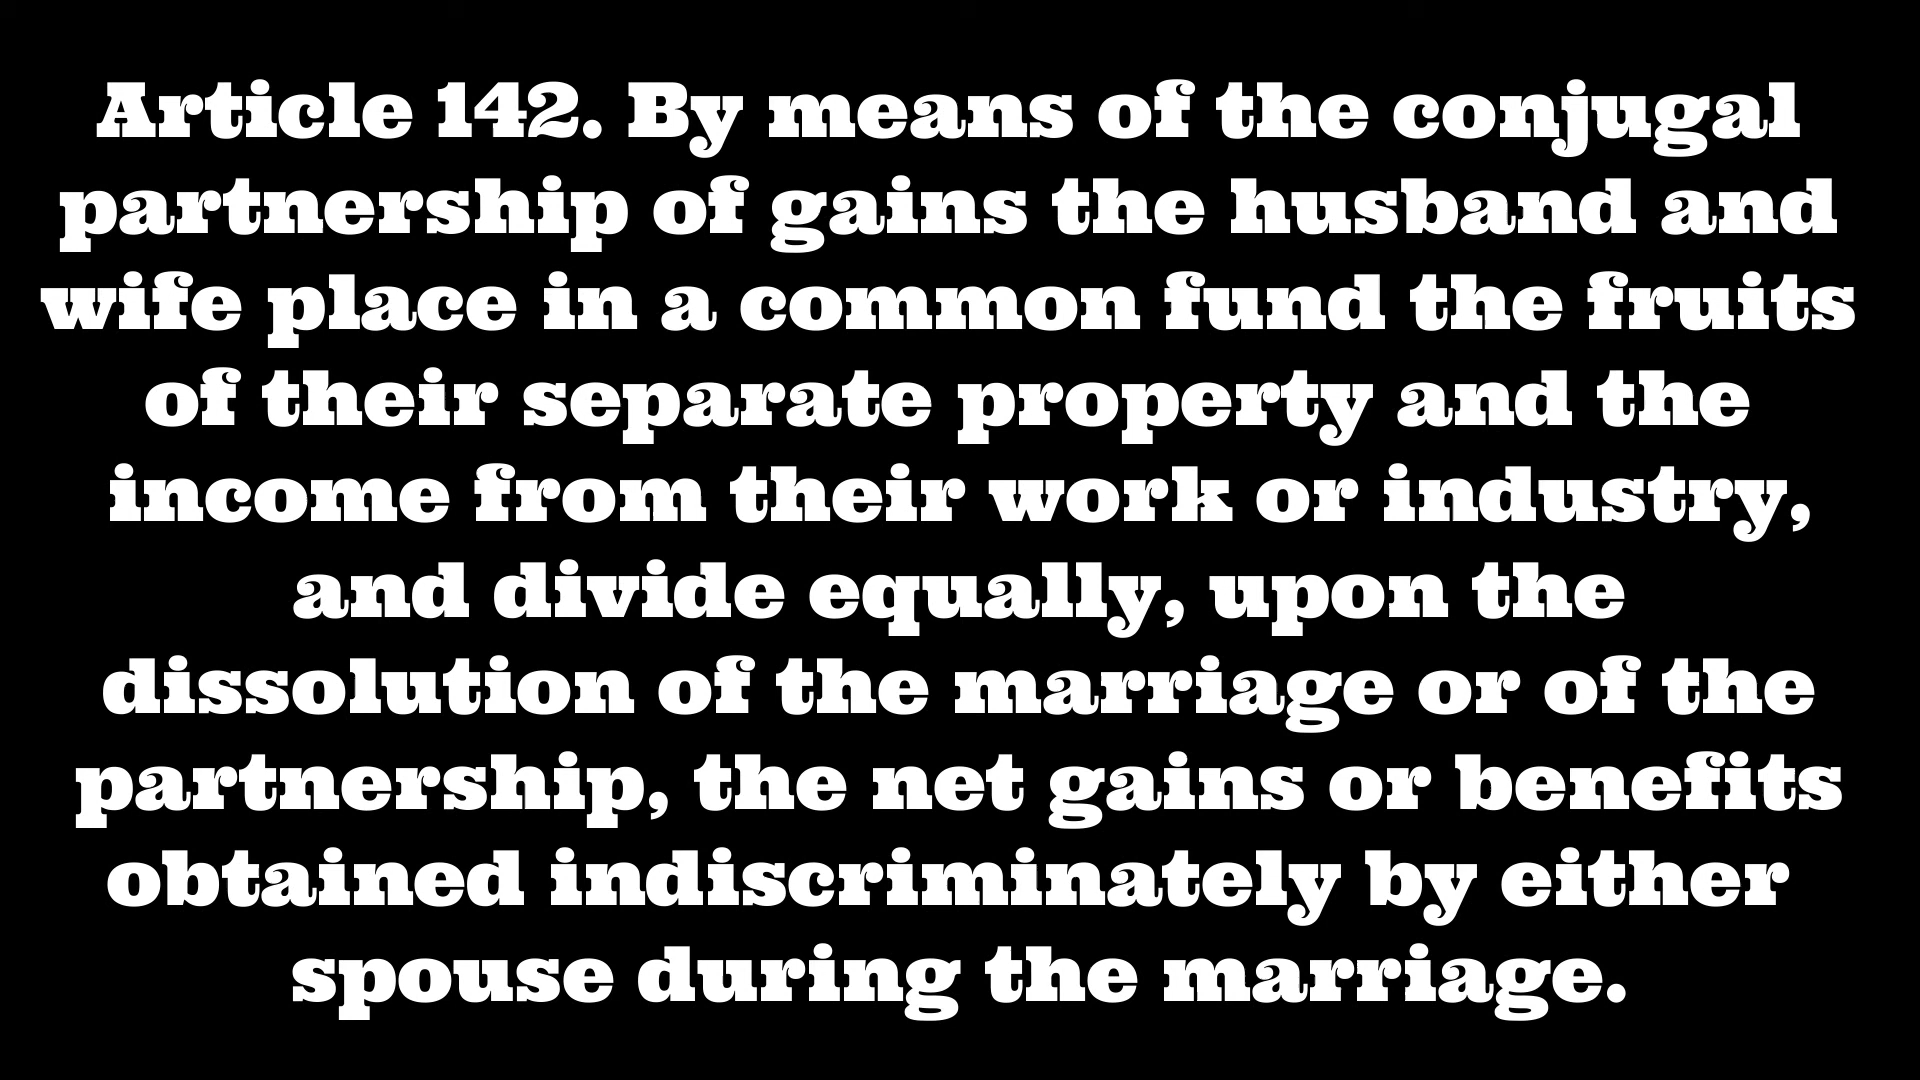 Article 142. By means of the conjugal
partnership of gains the husband and
wife place in a common fund the fruits
of their separate property and the
income from their work or industry,
and divide equally, upon the
dissolution of the marriage or of the
partnership, the net gains or benefits
obtained indiscriminately by either
spouse during the marriage.